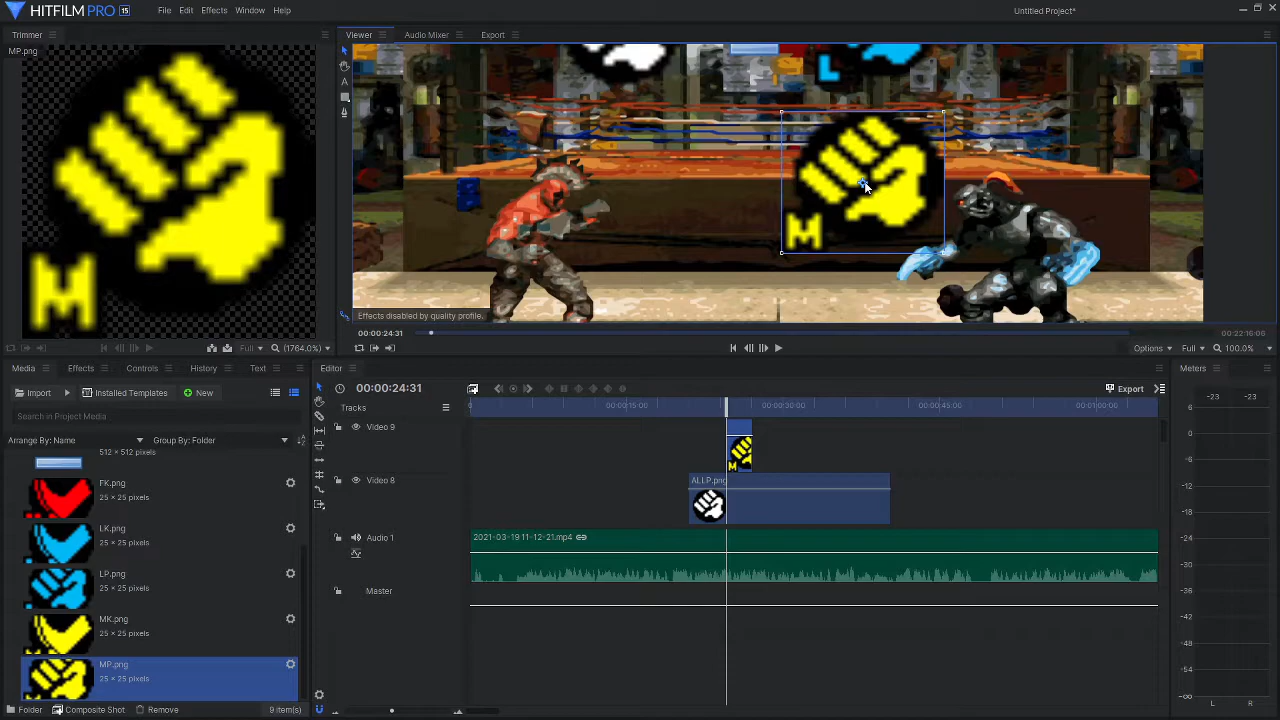 HITFILM PRO 15 File Edit Effects Window Help Untitled Project*
Trimmer Viewer Audio Mixer Export
MP.png
L
M
M
Effects disabled by quality profile.
00:00:24:31 00:22:16:06
Full (1764.0%) Options Full 100.0%
Media Effects Controls History Text Editor Meters
Import Installed Templates New 00:00:24:31 Export -23 -23
Search in Project Media Tracks 0 00:00:15:00 00:00:30:00 00:00:45:00 00:01:00:00 6
Arrange By: Name Group By: Folder Video 9 0
512 × 512 pixels M -6
FK.png Video 8 ALLP.png
25 × 25 pixels -12
LK.png -18
25 × 25 pixels Audio 1 2021-03-19 11-12-21.mp4 -24
LP.png -30
25 × 25 pixels Master -36
MK.png -42
25 × 25 pixels -48
MP.png -54
25 × 25 pixels -∞
Folder Composite Shot Remove 9 item(s) L R